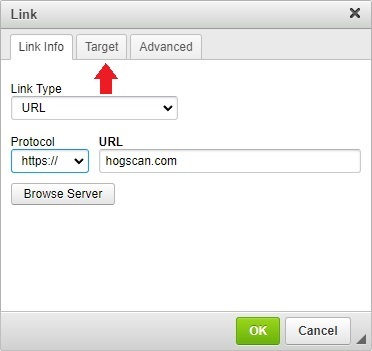 Link
Link Info Target Advanced
Link Type
URL
Protocol URL
https:// hogscan.com
Browse Server
OK Cancel